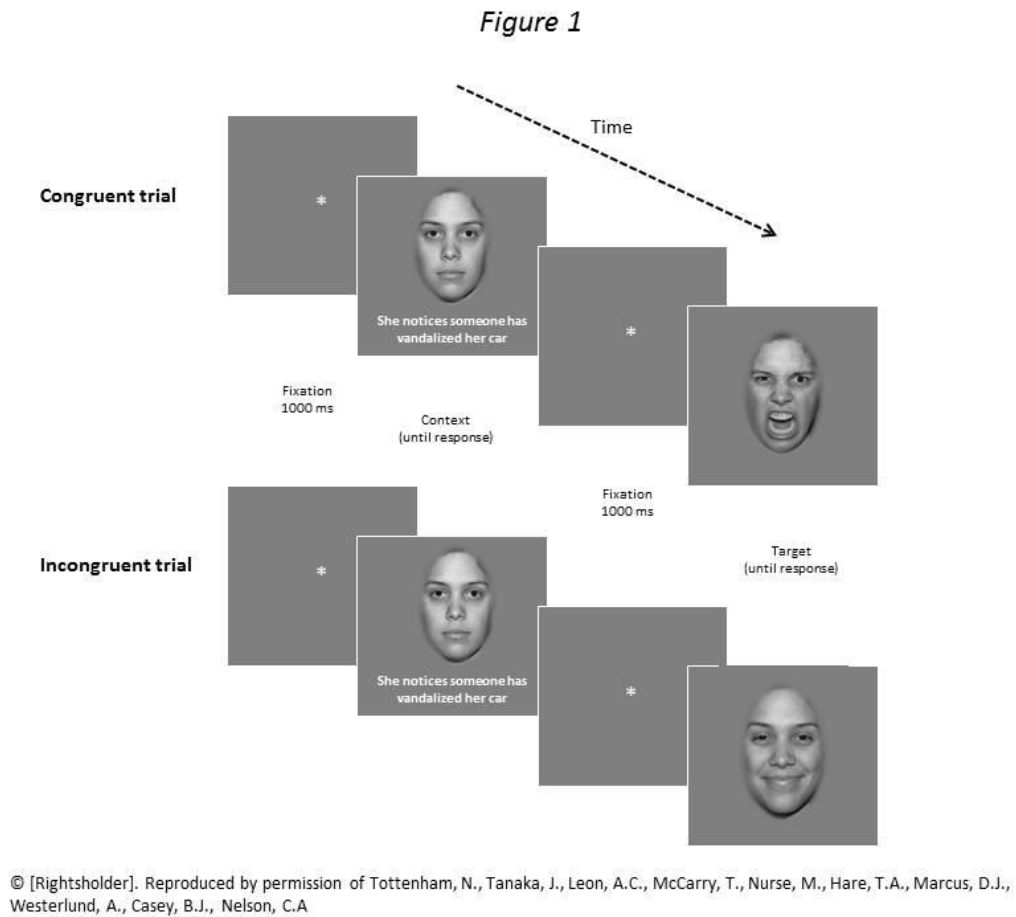 Figure 1
Time
Congruent trial
*
She notices someone has
vandalized her car
*
Fixation
1000 ms
Context
(until response)
Fixation
1000 ms
Target
(until response)
Incongruent trial
*
She notices someone has
vandalized her car
*
© [Rightsholder]. Reproduced by permission of Tottenham, N., Tanaka, J., Leon, A.C., McCarry, T., Nurse, M., Hare, T.A., Marcus, D.J.,
Westerlund, A., Casey, B.J., Nelson, C.A